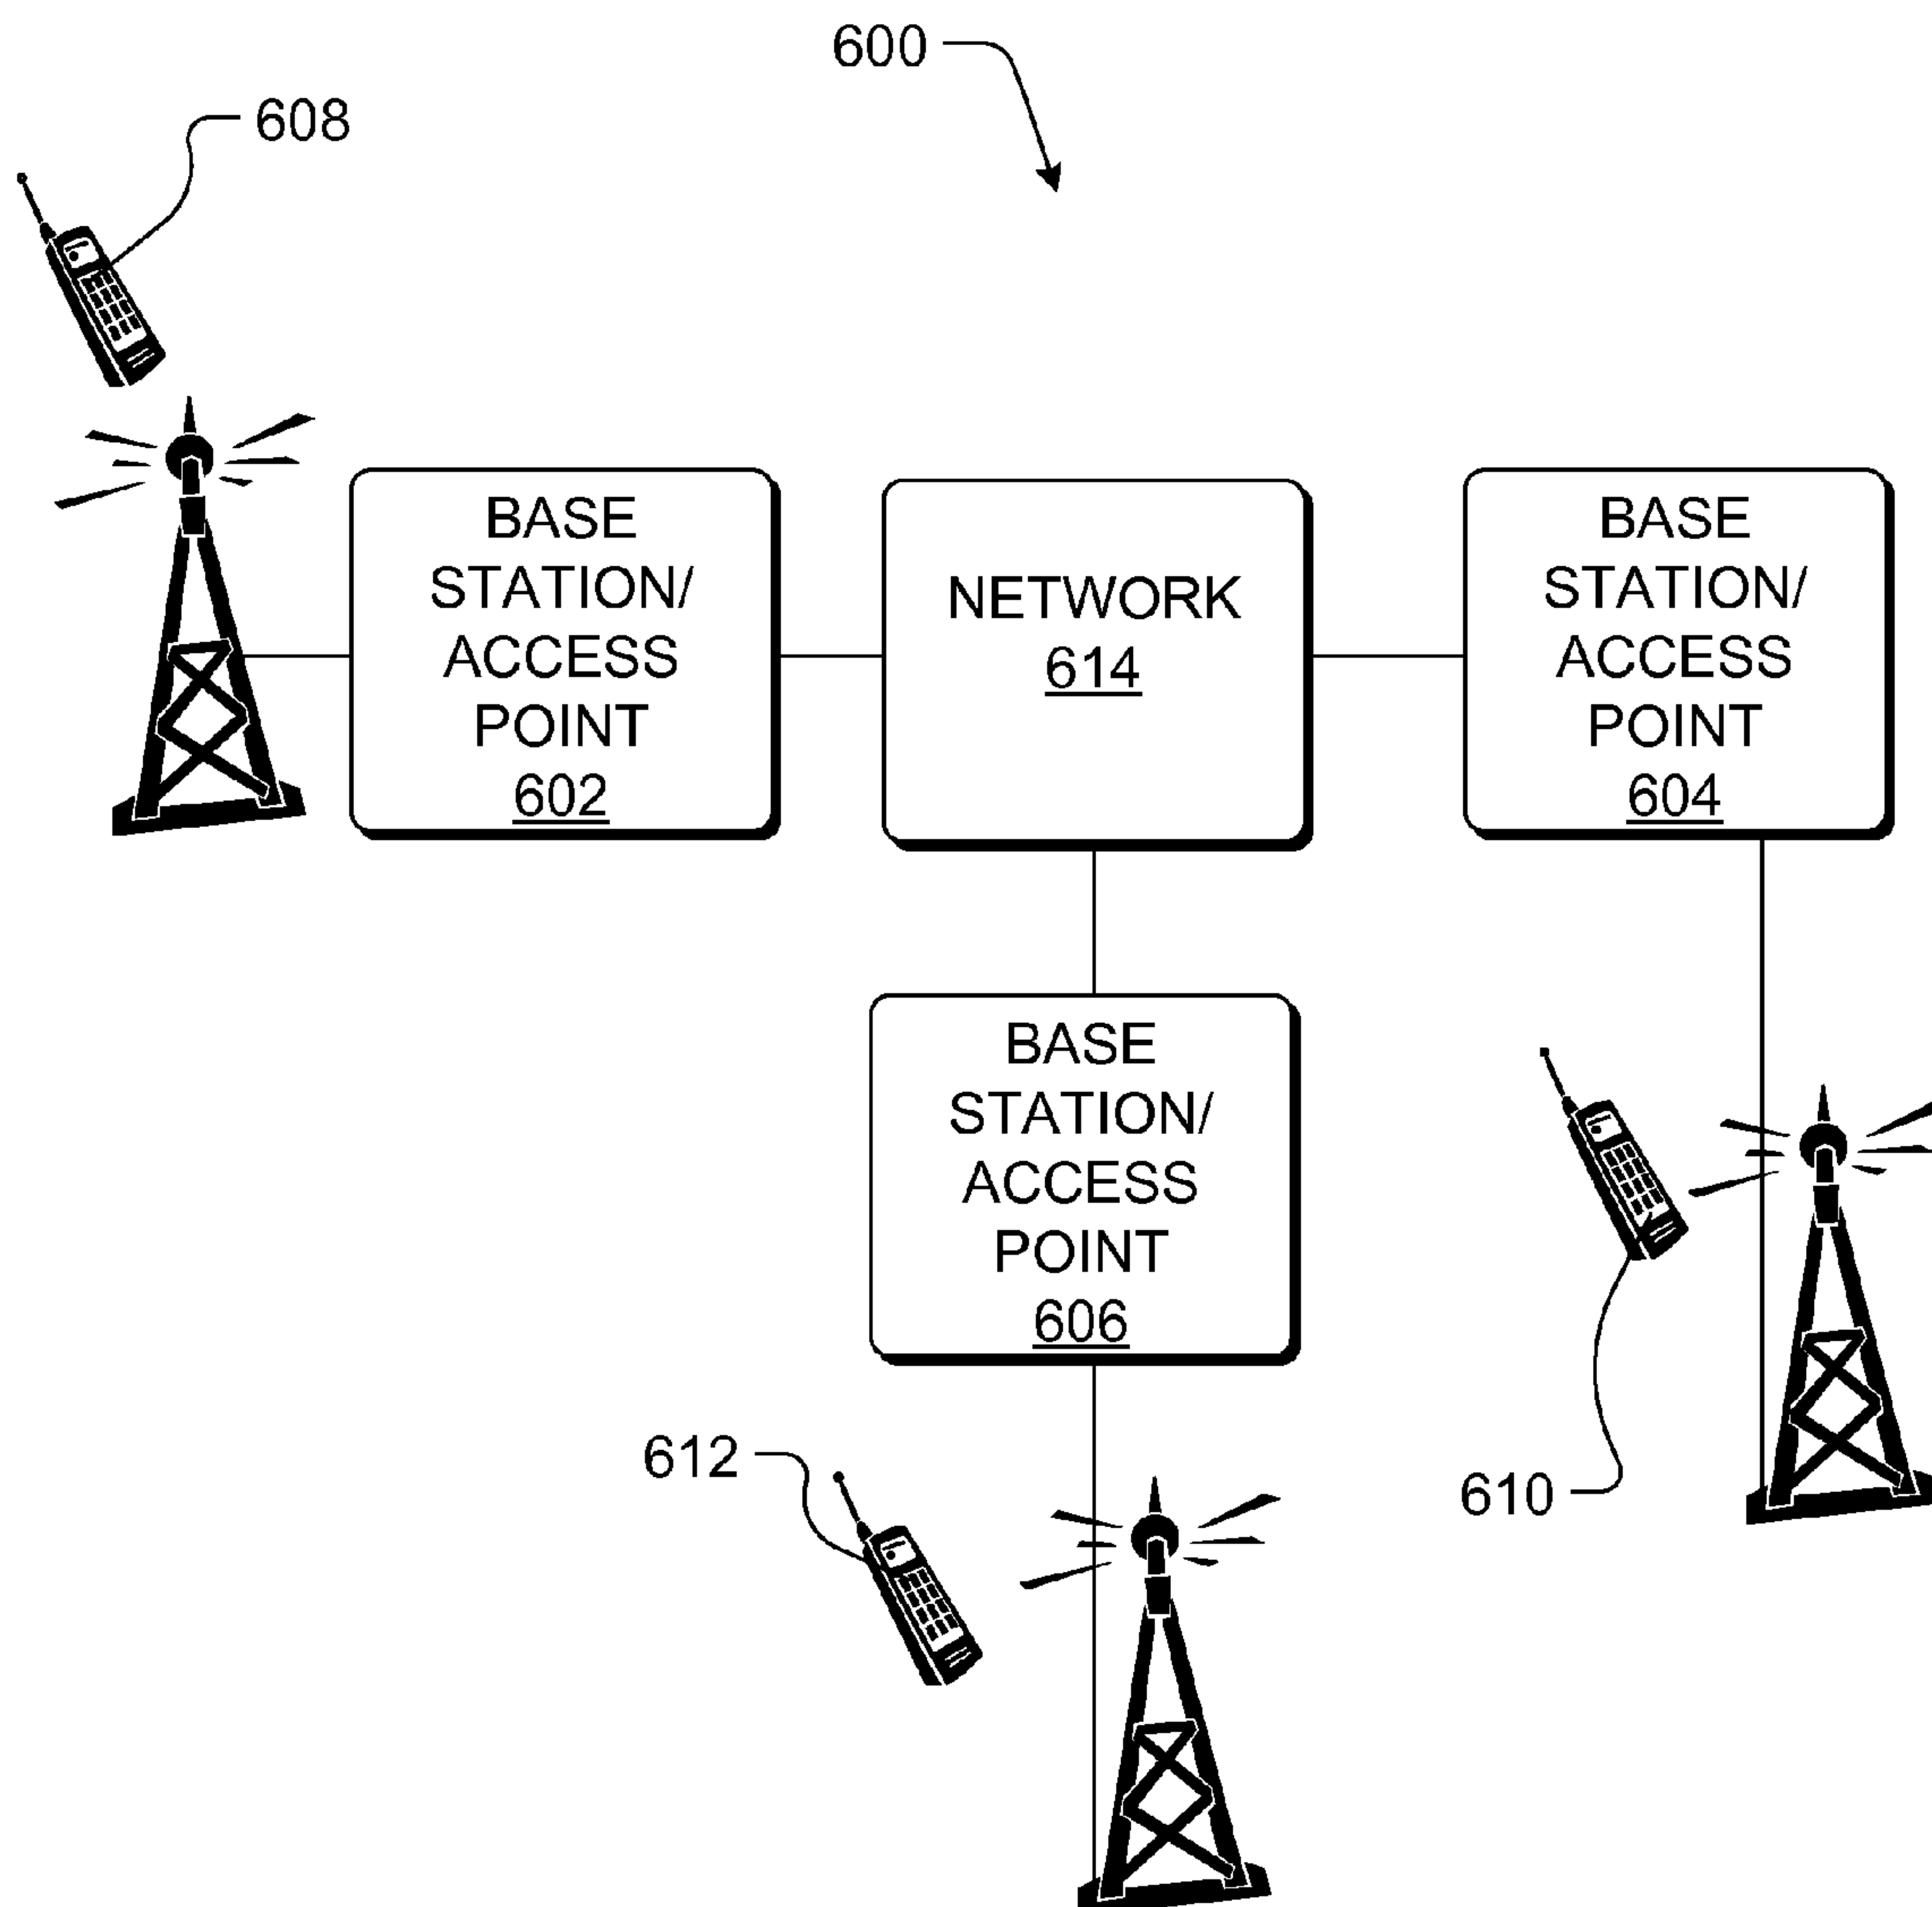 600
608
BASE
STATION/
ACCESS
POINT
602
NETWORK
614
BASE
STATION/
ACCESS
POINT
604
BASE
STATION/
ACCESS
POINT
606
612
610